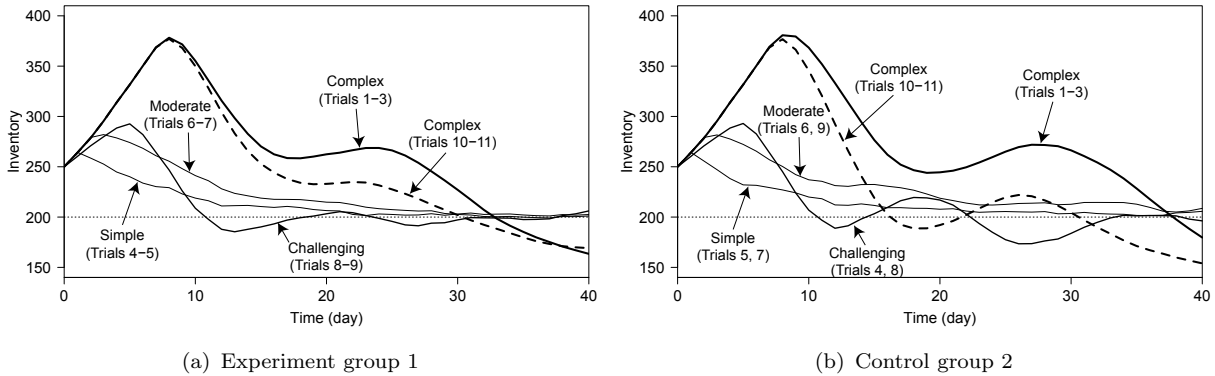 400
350
300
250
200
150
Inventory
0
10
20
30
40
Time (day)
Complex
(Trials 1−3)
Moderate
(Trials 6−7)
Complex
(Trials 10−11)
Simple
(Trials 4−5)
Challenging
(Trials 8−9)
(a) Experiment group 1
400
350
300
250
200
150
Inventory
0
10
20
30
40
Time (day)
Complex
(Trials 10−11)
Complex
(Trials 1−3)
Moderate
(Trials 6, 9)
Simple
(Trials 5, 7)
Challenging
(Trials 4, 8)
(b) Control group 2